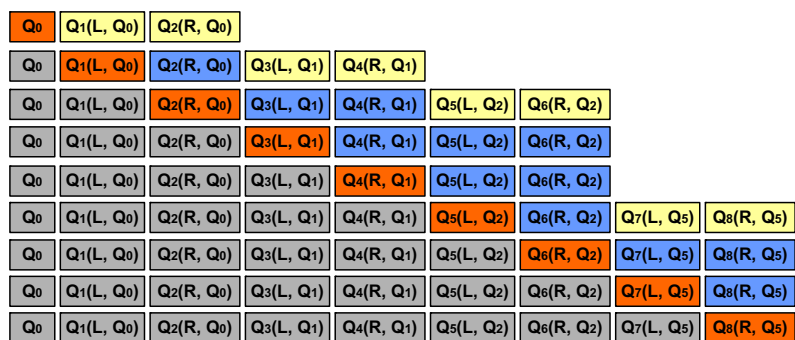 Q0 Q1(L, Q0) Q2(R, Q0)
Q0 Q1(L, Q0) Q2(R, Q0) Q3(L, Q1) Q4(R, Q1)
Q0 Q1(L, Q0) Q2(R, Q0) Q3(L, Q1) Q4(R, Q1) Q5(L, Q2) Q6(R, Q2)
Q0 Q1(L, Q0) Q2(R, Q0) Q3(L, Q1) Q4(R, Q1) Q5(L, Q2) Q6(R, Q2)
Q0 Q1(L, Q0) Q2(R, Q0) Q3(L, Q1) Q4(R, Q1) Q5(L, Q2) Q6(R, Q2)
Q0 Q1(L, Q0) Q2(R, Q0) Q3(L, Q1) Q4(R, Q1) Q5(L, Q2) Q6(R, Q2) Q7(L, Q5) Q8(R, Q5)
Q0 Q1(L, Q0) Q2(R, Q0) Q3(L, Q1) Q4(R, Q1) Q5(L, Q2) Q6(R, Q2) Q7(L, Q5) Q8(R, Q5)
Q0 Q1(L, Q0) Q2(R, Q0) Q3(L, Q1) Q4(R, Q1) Q5(L, Q2) Q6(R, Q2) Q7(L, Q5) Q8(R, Q5)
Q0 Q1(L, Q0) Q2(R, Q0) Q3(L, Q1) Q4(R, Q1) Q5(L, Q2) Q6(R, Q2) Q7(L, Q5) Q8(R, Q5)